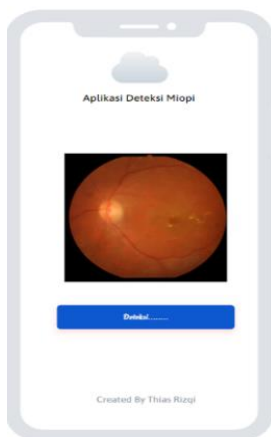 Aplikasi Deteksi Miopi
Deteksi.........
Created By Thias Rizqi